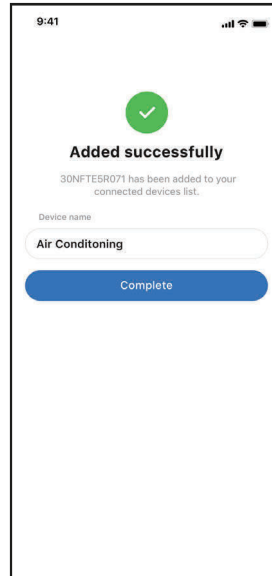 9:41
Added successfully
30NFTE5R071 has been added to your
connected devices list.
Device name
Air Conditoning
Complete